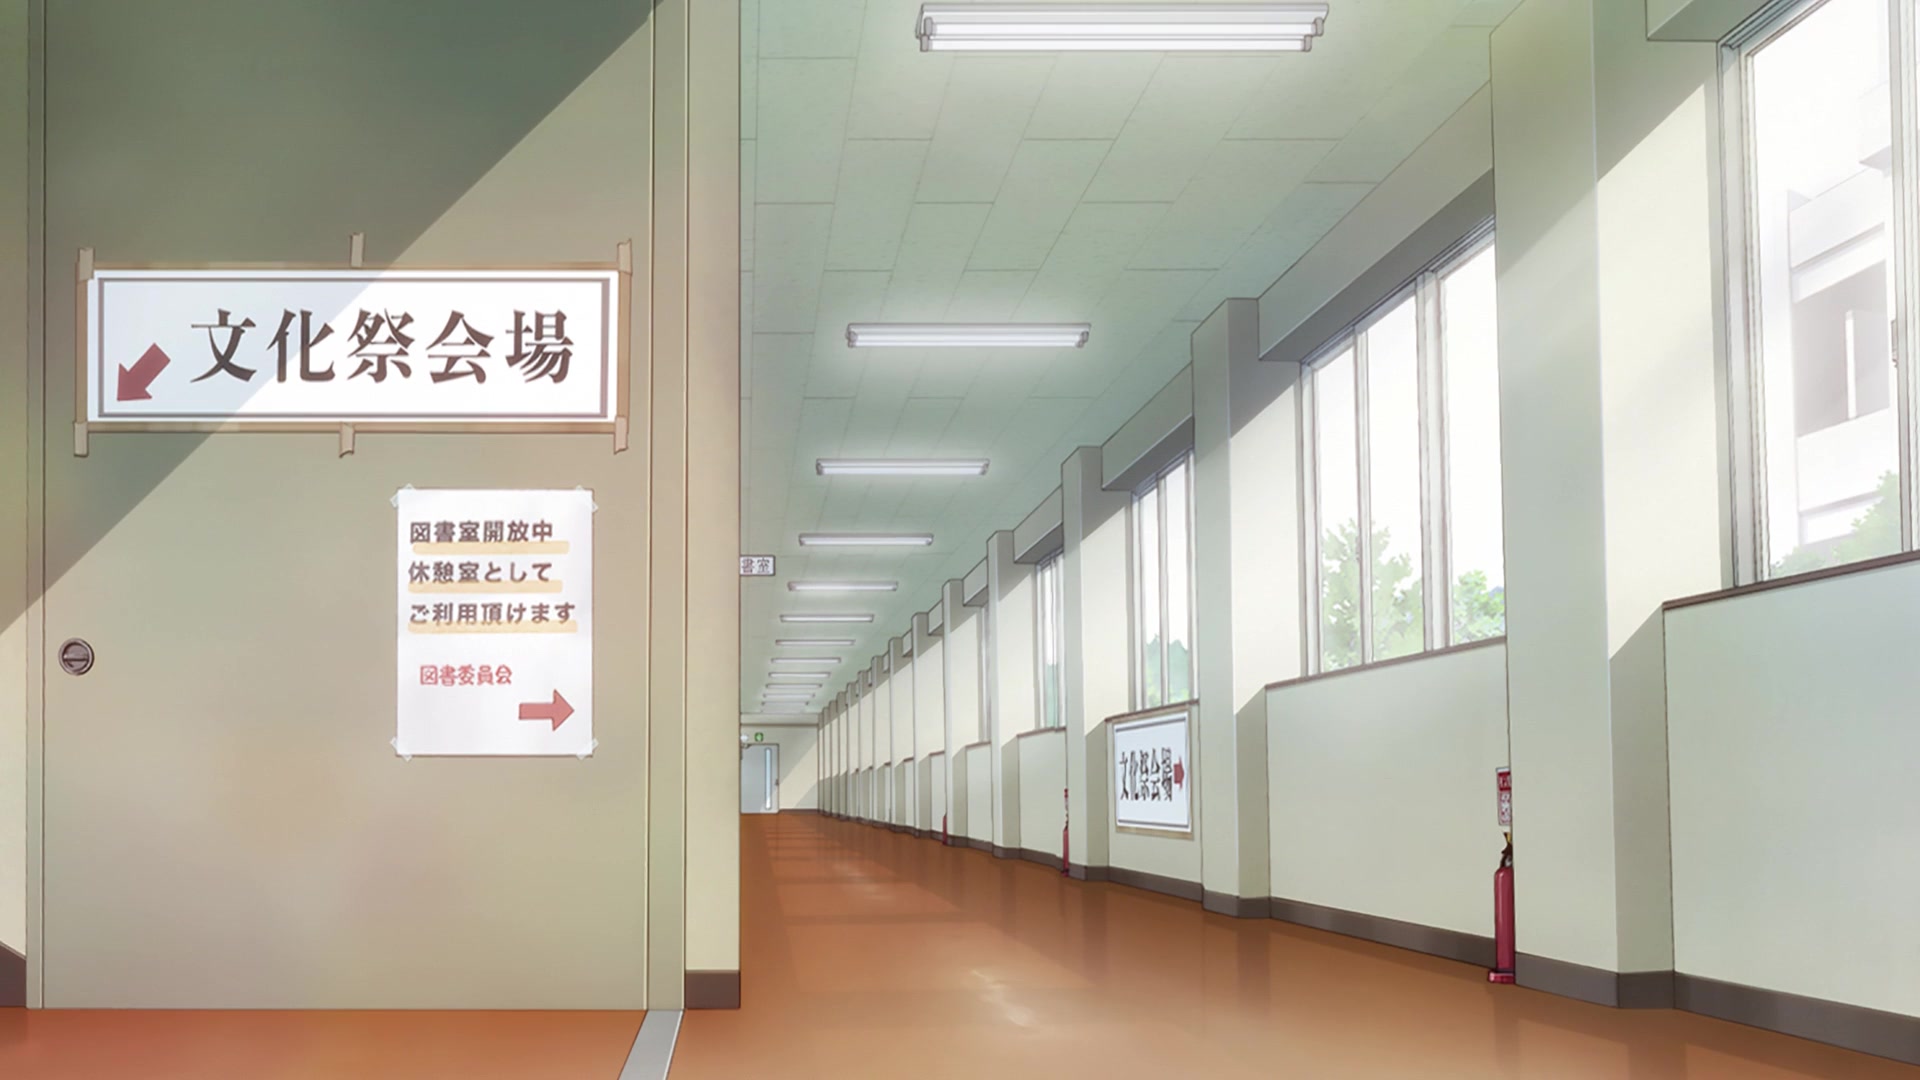 文化祭会場
図書室開放中
休憩室として
ご利用頂けます
図書委員会
書室
文化祭会場